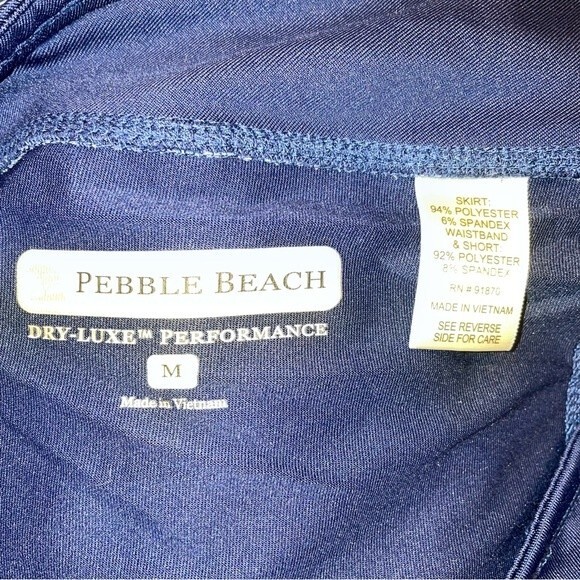 PEBBLE BEACH
DRY-LUXE™ PERFORMANCE
M
Made in Vietnam
SKIRT:
94% POLYESTER
6% SPANDEX
WAISTBAND
& SHORT:
92% POLYESTER
8% SPANDEX
RN # 91870
MADE IN VIETNAM
SEE REVERSE
SIDE FOR CARE